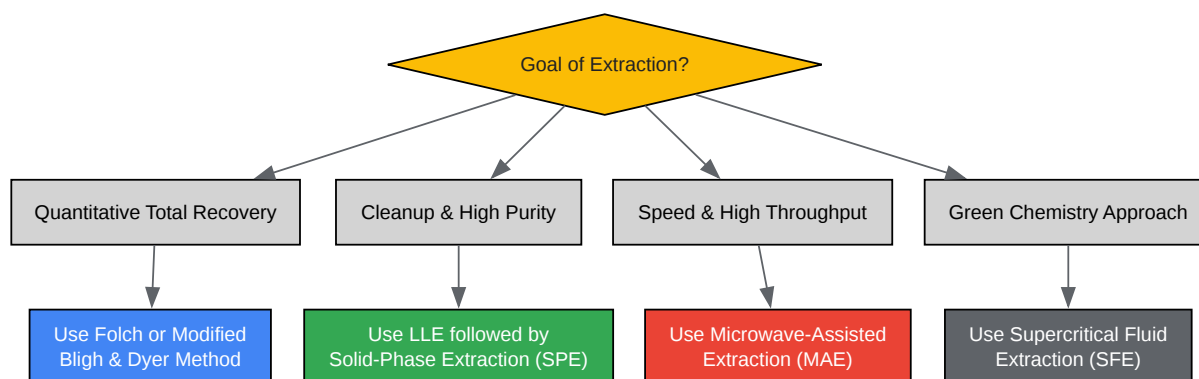 Goal of Extraction?
Quantitative Total Recovery
Cleanup & High Purity
Speed & High Throughput
Green Chemistry Approach
Use Folch or Modified
Bligh & Dyer Method
Use LLE followed by
Solid-Phase Extraction (SPE)
Use Microwave-Assisted
Extraction (MAE)
Use Supercritical Fluid
Extraction (SFE)